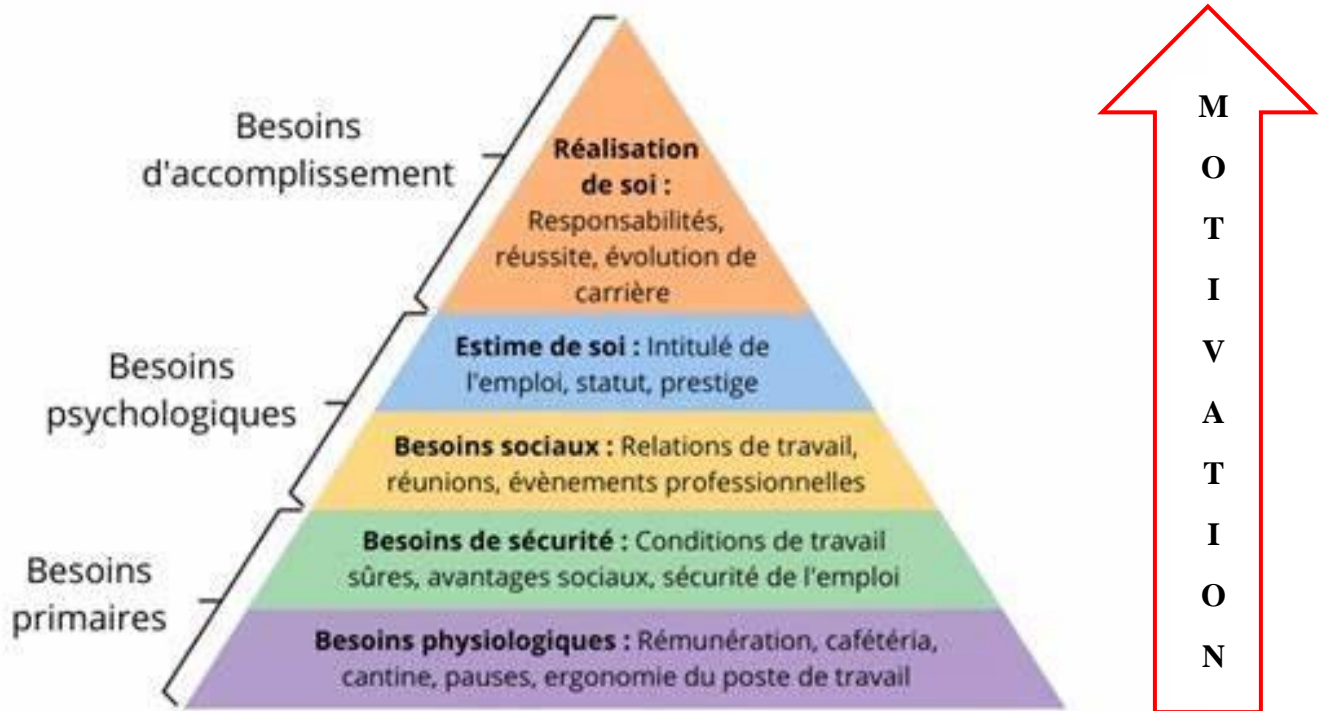 Besoins
d'accomplissement
Réalisation
de soi :
Responsabilités,
réussite, évolution de
carrière
Besoins
psychologiques
Estime de soi : Intitulé de
l'emploi, statut, prestige
Besoins sociaux : Relations de travail,
réunions, évènements professionnelles
Besoins
primaires
Besoins de sécurité : Conditions de travail
sûres, avantages sociaux, sécurité de l'emploi
Besoins physiologiques : Rémunération, cafétéria,
cantine, pauses, ergonomie du poste de travail
M
O
T
I
V
A
T
I
O
N